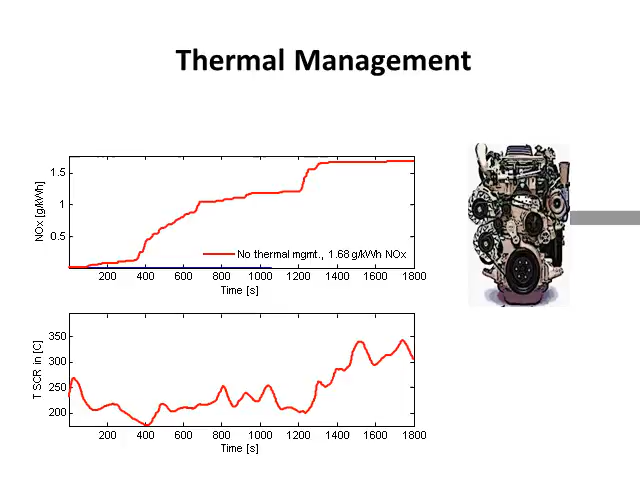 Thermal Management
NOx [g/kWh]
1.5
1
0.5
No thermal mgmt., 1.68 g/kWh NOx
200 400 600 800 1000 1200 1400 1600 1800
Time [s]
T SCR in [C]
350
300
250
200
200 400 600 800 1000 1200 1400 1600 1800
Time [s]